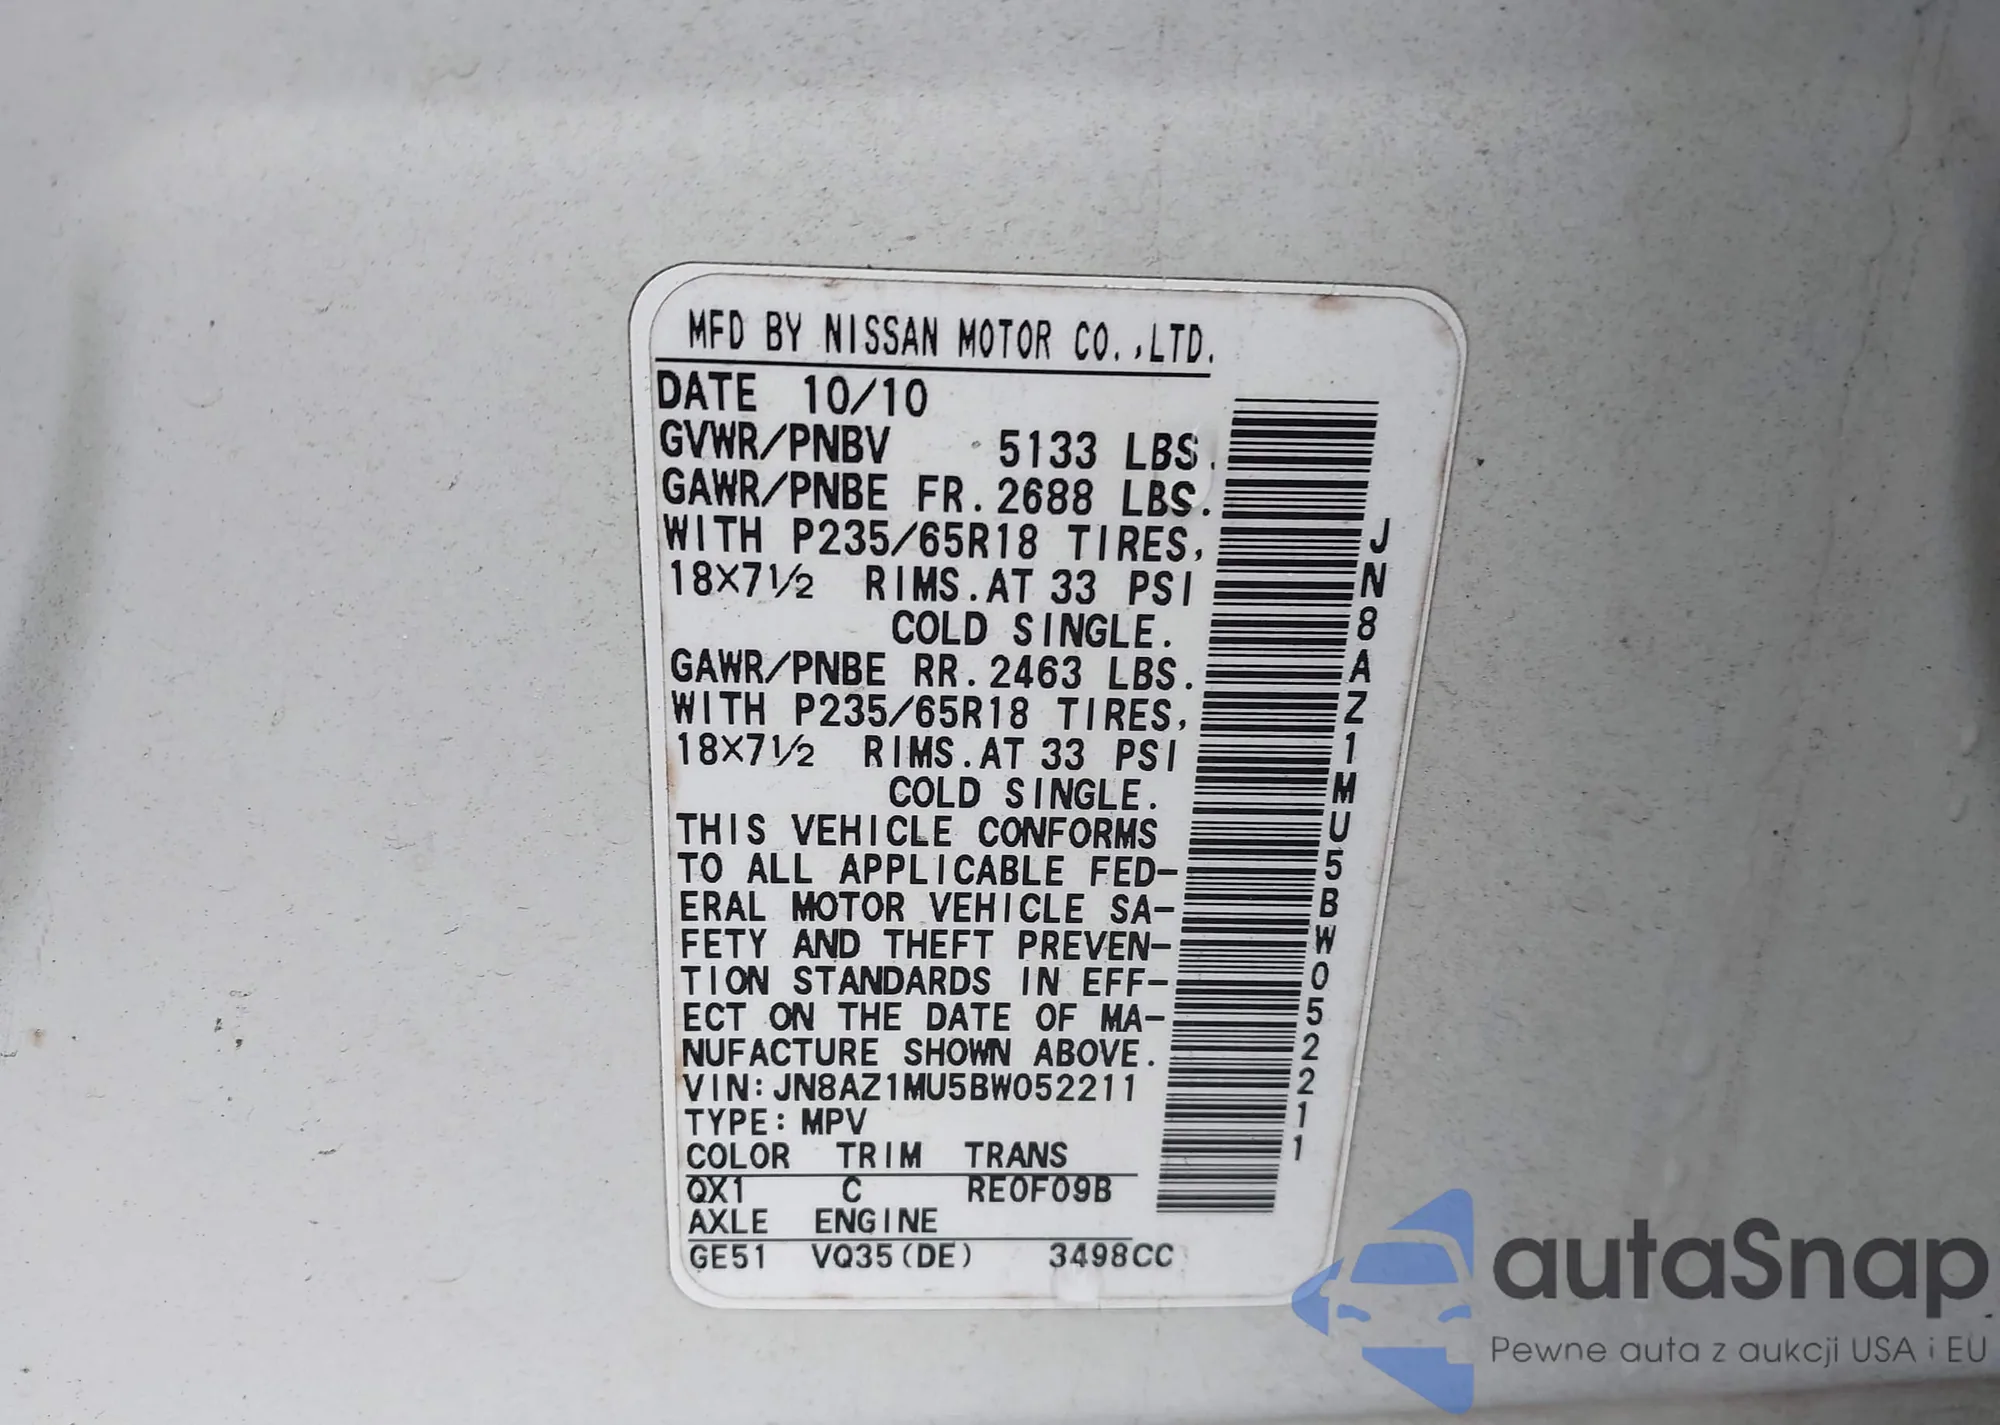 MFD BY NISSAN MOTOR CO.,LTD.
DATE 10/10
GVWR/PNBV 5133 LBS.
GAWR/PNBE FR.2688 LBS.
WITH P235/65R18 TIRES,
18×7½ RIMS.AT 33 PSI
COLD SINGLE.
GAWR/PNBE RR.2463 LBS.
WITH P235/65R18 TIRES,
18×7½ RIMS.AT 33 PSI
COLD SINGLE.
THIS VEHICLE CONFORMS
TO ALL APPLICABLE FED-
ERAL MOTOR VEHICLE SA-
FETY AND THEFT PREVEN-
TION STANDARDS IN EFF-
ECT ON THE DATE OF MA-
NUFACTURE SHOWN ABOVE.
VIN:JN8AZ1MU5BW052211
TYPE:MPV
COLOR TRIM TRANS
QX1 C RE0F09B
AXLE ENGINE
GE51 VQ35(DE) 3498CC
JN8AZ1MU5BW052211
autaSnap
Pewne auta z aukcji USA i EU